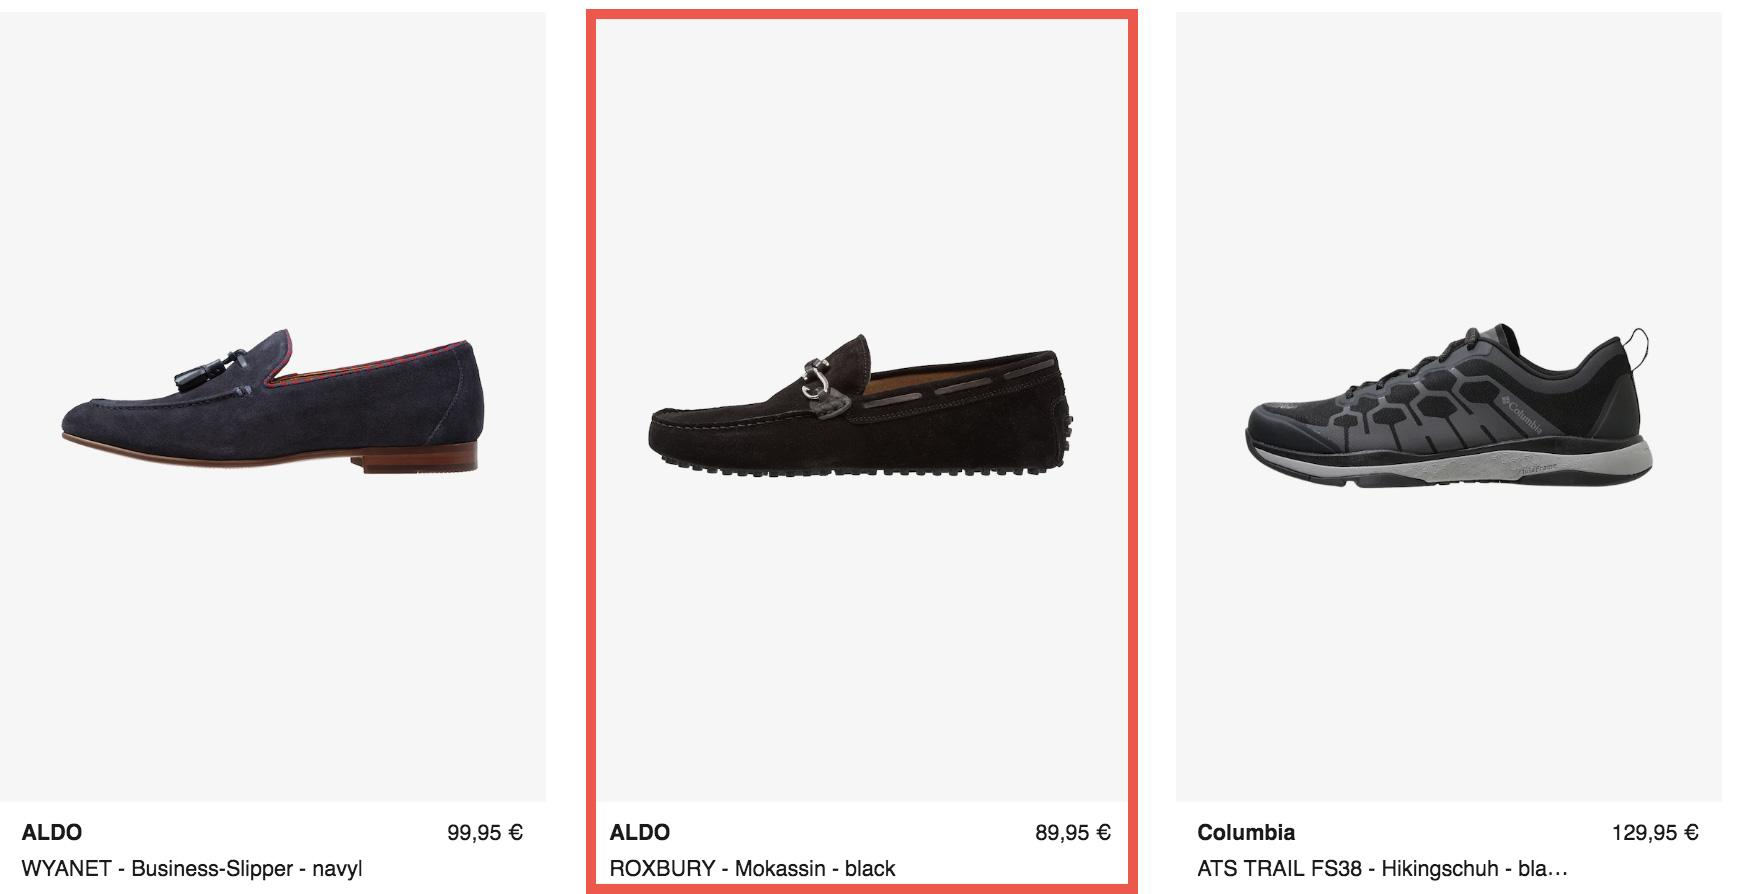 ALDO 99,95 €
WYANET - Business-Slipper - navyl
ALDO 89,95 €
ROXBURY - Mokassin - black
Columbia
Columbia 129,95 €
ATS TRAIL FS38 - Hikingschuh - bla…